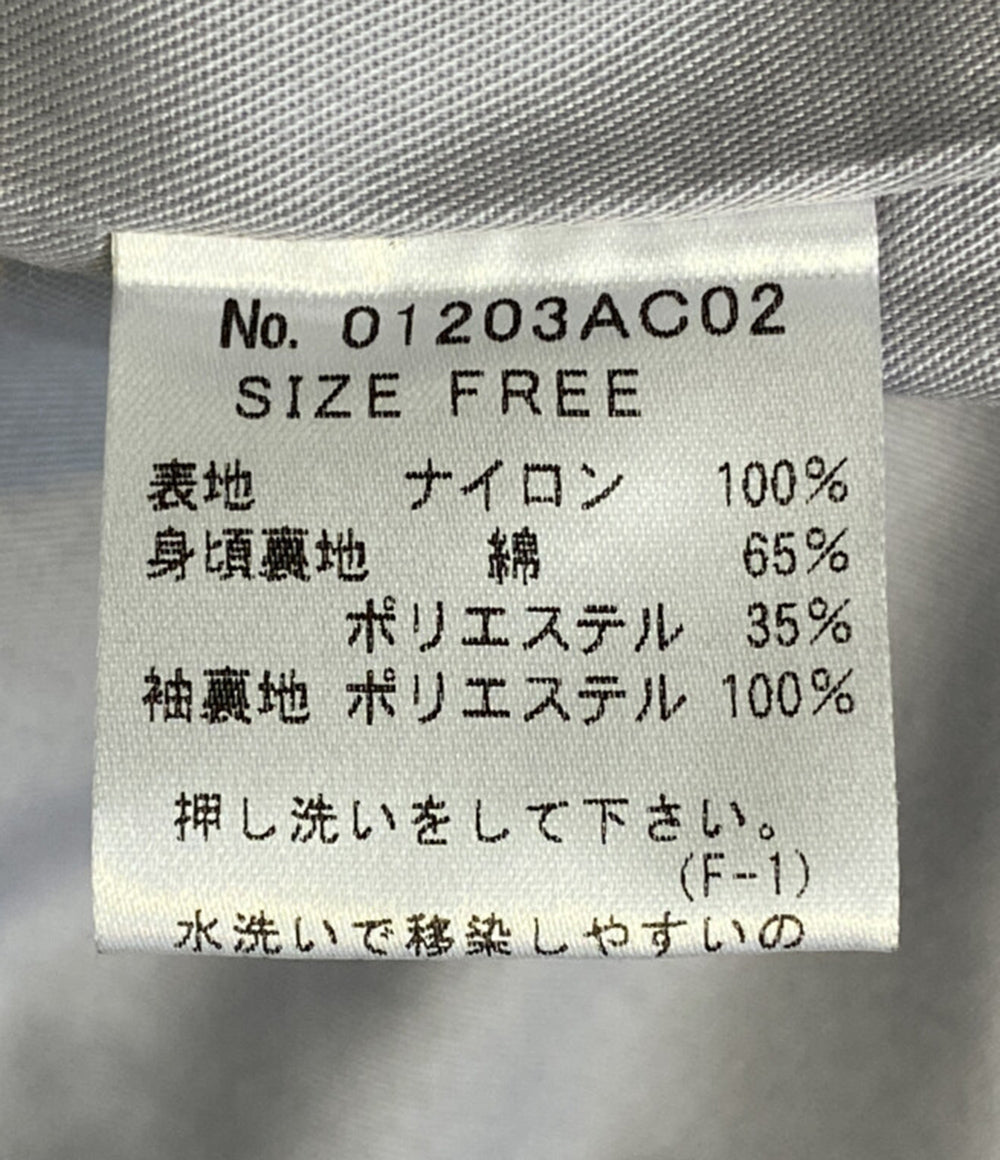 No. 01203AC02
SIZE FREE
表地 ナイロン 100%
身頃裏地 綿 65%
ポリエステル 35%
袖裏地 ポリエステル 100%
押し洗いをして下さい。
(F-1)
水洗いで移染しやすいの